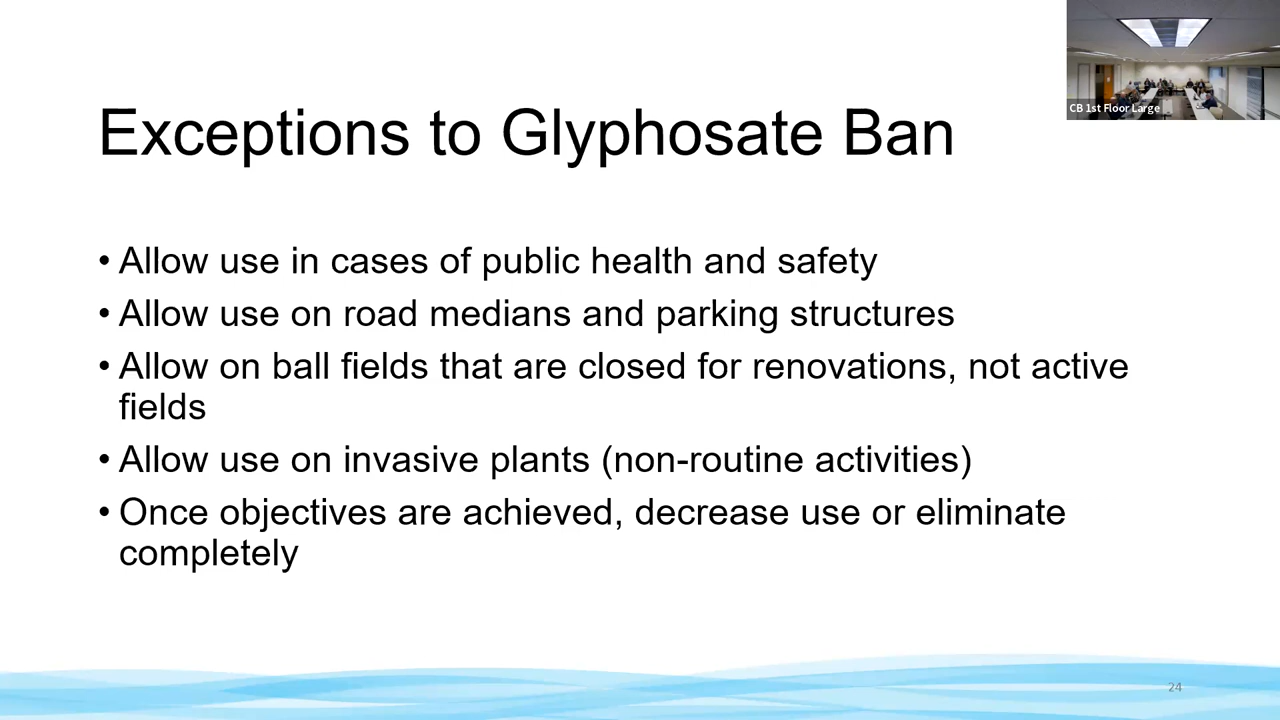 CB 1st Floor Large
Exceptions to Glyphosate Ban
• Allow use in cases of public health and safety
• Allow use on road medians and parking structures
• Allow on ball fields that are closed for renovations, not active
fields
• Allow use on invasive plants (non-routine activities)
• Once objectives are achieved, decrease use or eliminate
completely
24